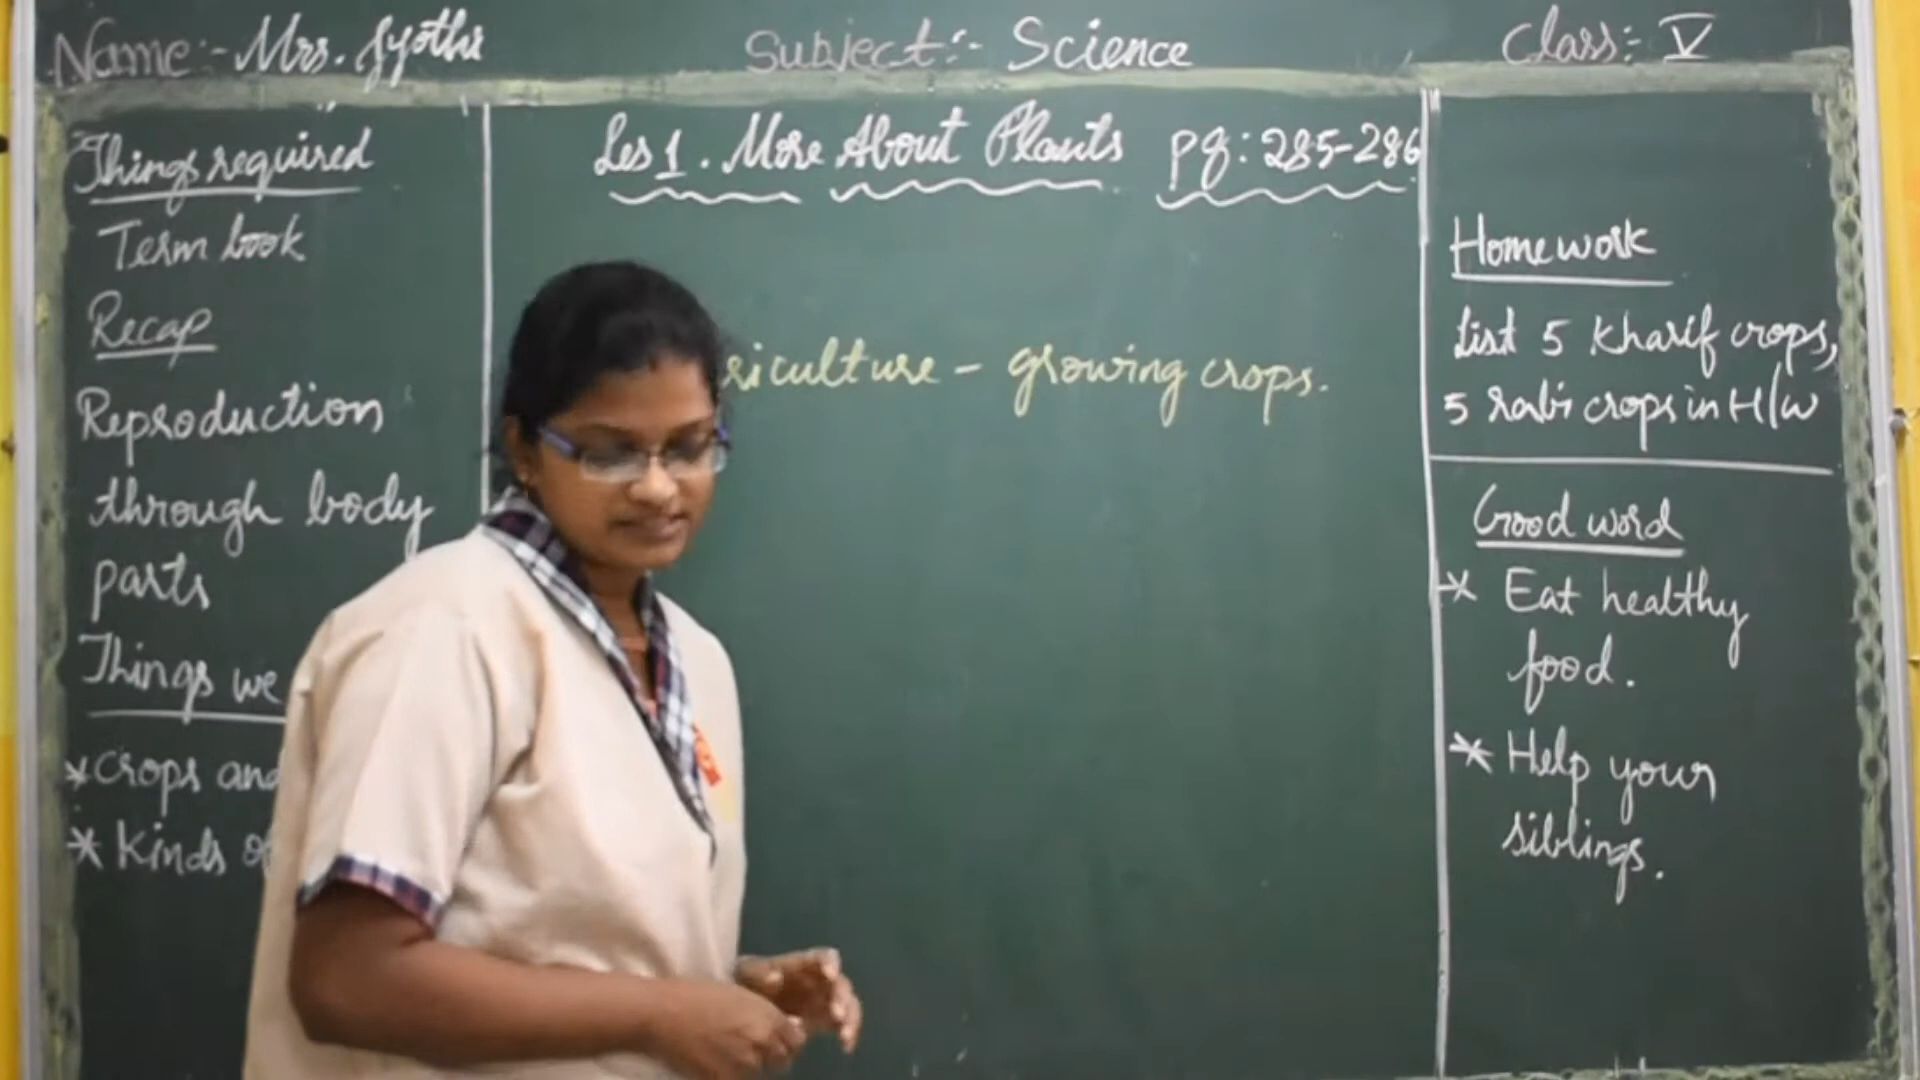 Name:- Mrs. Jyothi
Subject:- Science
Class:- V
Things required
Term book
Recap
Reproduction
through body
parts
Things we
* Crops and
* Kinds
Les 1. More About Plants pg: 285-286
riculture - growing crops.
Homework
List 5 Kharif crops,
5 rabi crops in H/W
Good word
* Eat healthy
food.
* Help your
siblings.